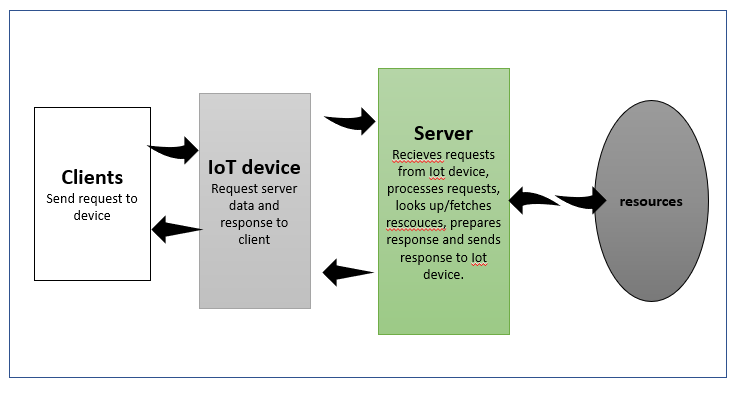 Clients
Send request to
device
IoT device
Request server
data and
response to
client
Server
Recieves requests
from Iot device,
processes requests,
looks up/fetches
rescouces, prepares
response and sends
response to Iot
device.
resources